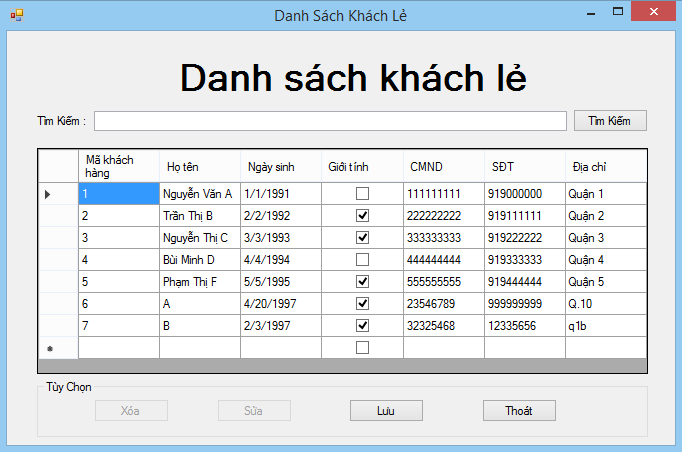 Danh Sách Khách Lẻ
Danh sách khách lẻ
Tìm Kiếm :
Tìm Kiếm
Mã khách hàng Họ tên Ngày sinh Giới tính CMND SĐT Địa chỉ
1 Nguyễn Văn A 1/1/1991 111111111 919000000 Quận 1
2 Trần Thị B 2/2/1992 222222222 919111111 Quận 2
3 Nguyễn Thị C 3/3/1993 333333333 919222222 Quận 3
4 Bùi Minh D 4/4/1994 444444444 919333333 Quận 4
5 Phạm Thị F 5/5/1995 555555555 919444444 Quận 5
6 A 4/20/1997 23546789 999999999 Q.10
7 B 2/3/1997 32325468 12335656 q1b
Tùy Chọn
Xóa Sửa Lưu Thoát